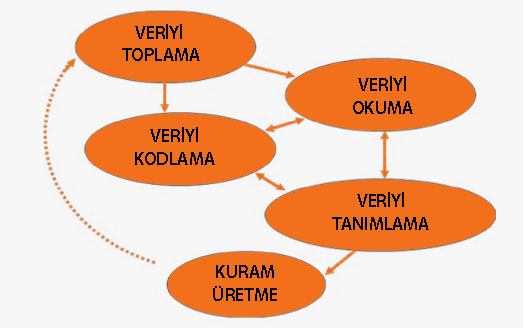 VERİYİ
TOPLAMA
VERİYİ
OKUMA
VERİYİ
KODLAMA
VERİYİ
TANIMLAMA
KURAM
ÜRETME